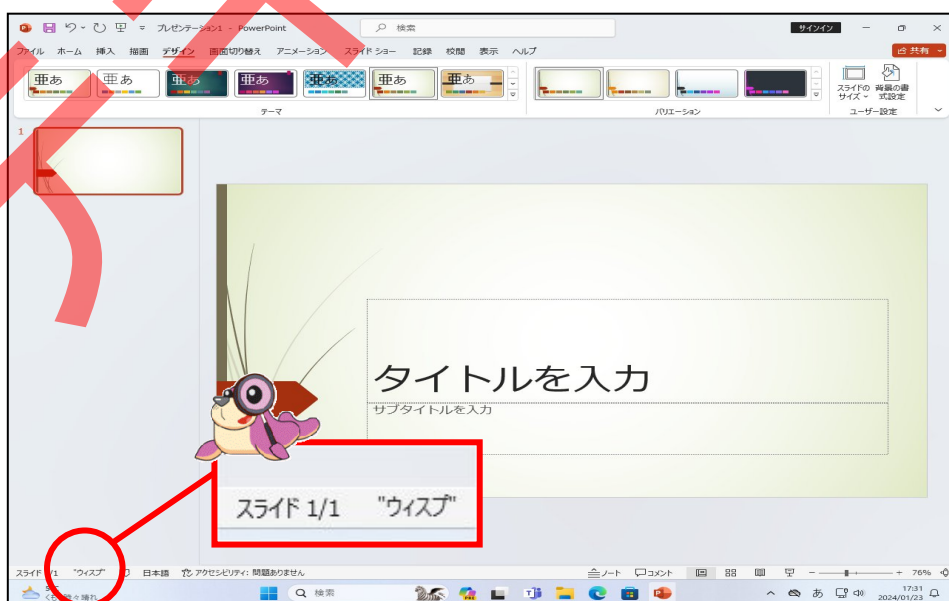 プレゼンテーション1 - PowerPoint
検索
サインイン
ファイル ホーム 挿入 描画 デザイン 画面切り替え アニメーション スライド ショー 記録 校閲 表示 ヘルプ
共有
亜あ 亜あ 亜あ 亜あ 亜あ 亜あ 亜あ
スライドの サイズ
背景の書式設定
テーマ
バリエーション
ユーザー設定
1
タイトルを入力
サブタイトルを入力
スライド 1/1 "ウィスプ"
スライド 1/1 "ウィスプ" 日本語 アクセシビリティ: 問題ありません
ノート コメント
76%
検索
あ
17:31
2024/01/23